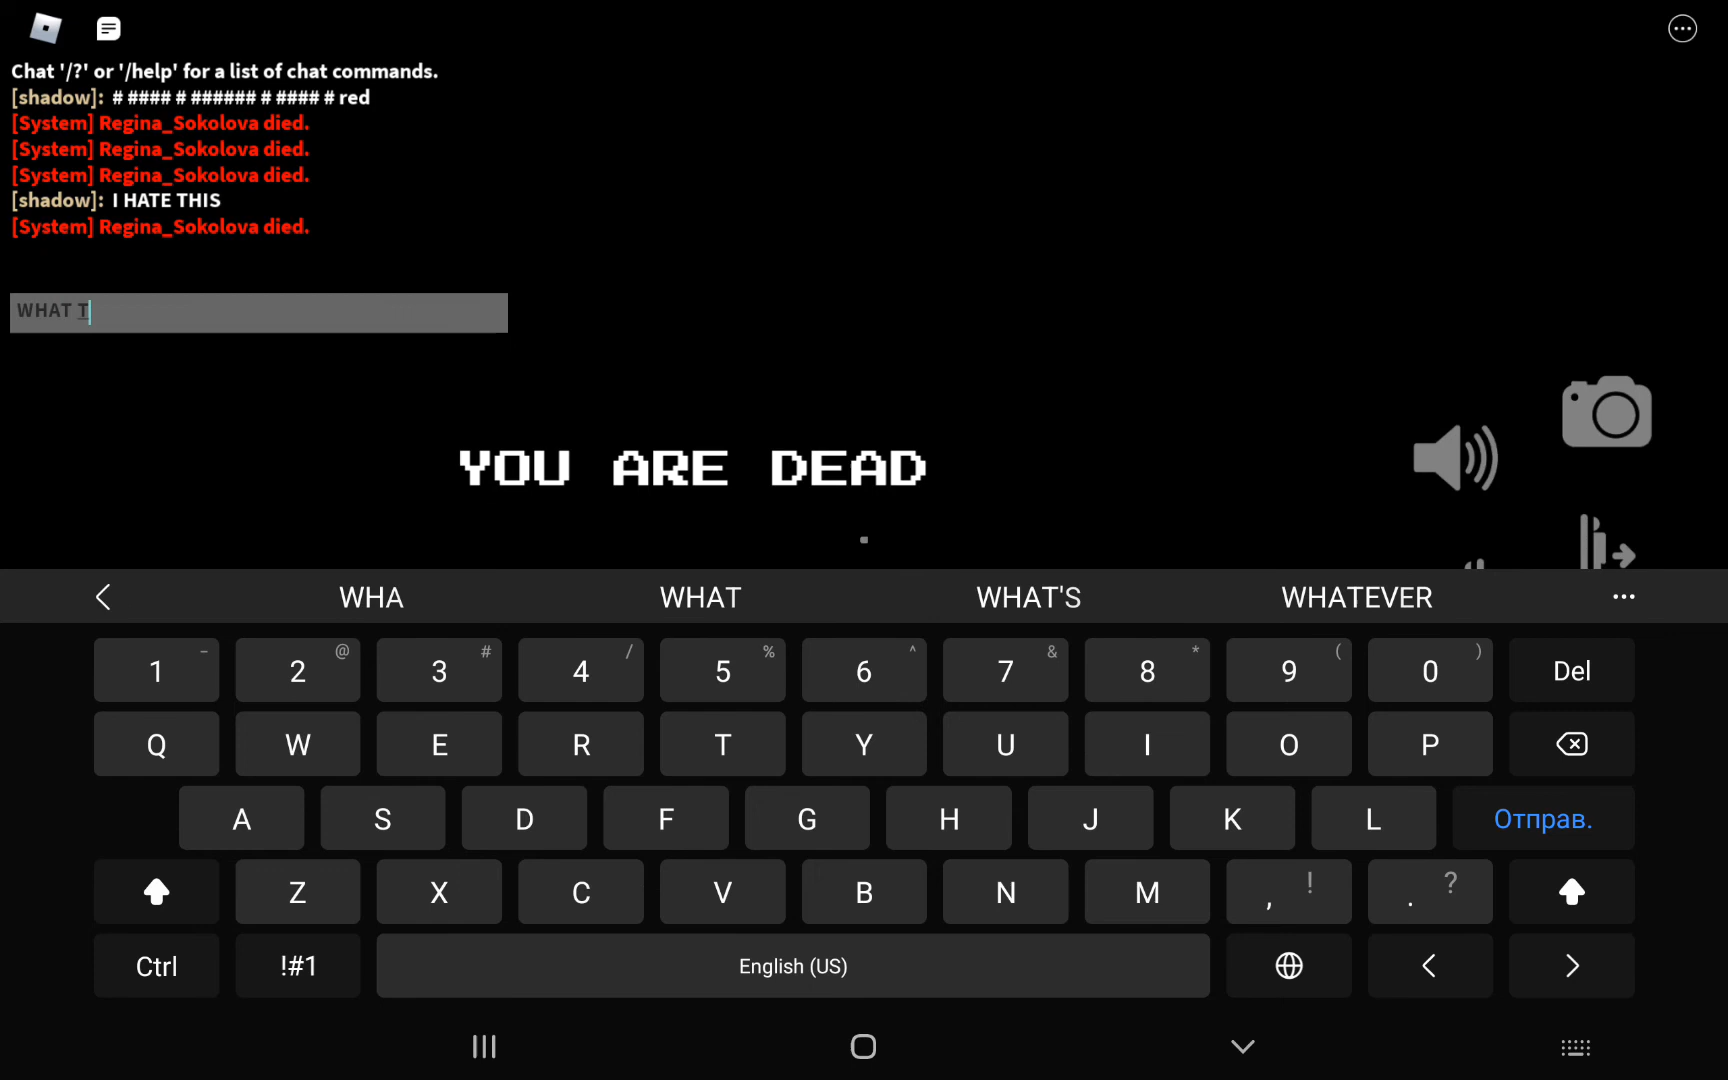 Chat '/?' or '/help' for a list of chat commands.
[shadow]: # #### # ###### # #### # red
[System] Regina_Sokolova died.
[System] Regina_Sokolova died.
[System] Regina_Sokolova died.
[shadow]: I HATE THIS
[System] Regina_Sokolova died.
WHAT T
YOU ARE DEAD
WHA WHAT WHAT'S WHATEVER
1 - 2 @ 3 # 4 / 5 % 6 ^ 7 & 8 * 9 ( 0 ) Del
Q W E R T Y U I O P
A S D F G H J K L Отправ.
Z X C V B N M , ! . ?
Ctrl !#1 English (US) < >